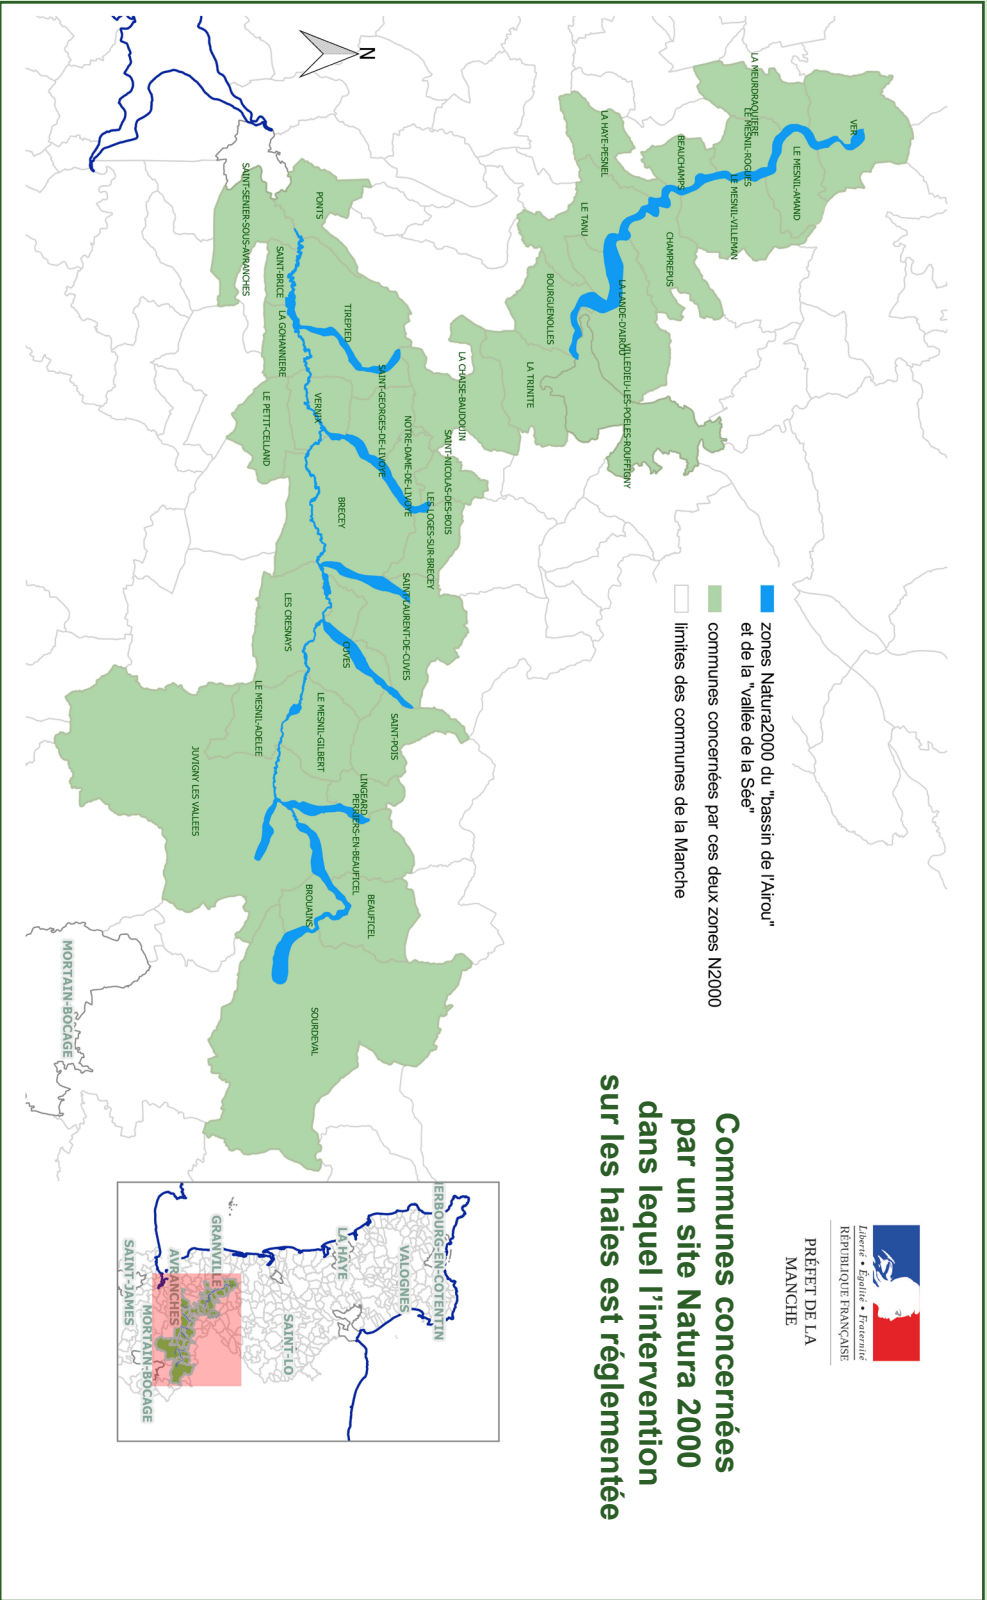 Liberté • Égalité • Fraternité
RÉPUBLIQUE FRANÇAISE
PRÉFET DE LA
MANCHE
Communes concernées
par un site Natura 2000
dans lequel l'intervention
sur les haies est réglementée
zones Natura2000 du "bassin de l'Airou"
et de la "vallée de la Sée"
communes concernées par ces deux zones N2000
limites des communes de la Manche
N
VER
LE MESNIL-AMAND
LA MEURDRAQUIERE
LE MESNIL-ROGUES
LE MESNIL-VILLEMAN
BEAUCHAMPS
CHAMPREPUS
LA HAYE-PESNEL
LE TANU
LA LANDE-D'AIROU
VILLEDIEU-LES-POELES-ROUFFIGNY
BOURGUENOLLES
LA TRINITE
LA CHAISE-BAUDOUIN
SAINT-NICOLAS-DES-BOIS
LES LOGES-SUR-BRECEY
NOTRE-DAME-DE-LIVOYE
SAINT-GEORGES-DE-LIVOYE
SAINT-LAURENT-DE-CUVES
SAINT-POIS
TIREPIED
PONTS
VERNIX
BRECEY
CUVES
LE MESNIL-GILBERT
LINGEARD
PERRIERS-EN-BEAUFICEL
BEAUFICEL
BROUAINS
SOURDEVAL
SAINT-SENIER-SOUS-AVRANCHES
SAINT-BRICE
LA GOHANNIERE
LE PETIT-CELLAND
LES CRESNAYS
LE MESNIL-ADELEE
JUVIGNY LES VALLEES
MORTAIN-BOCAGE
IERBOURG-EN-COTENTIN
VALOGNES
LA HAYE
SAINT-LO
GRANVILLE
AVRANCHES
MORTAIN-BOCAGE
SAINT-JAMES